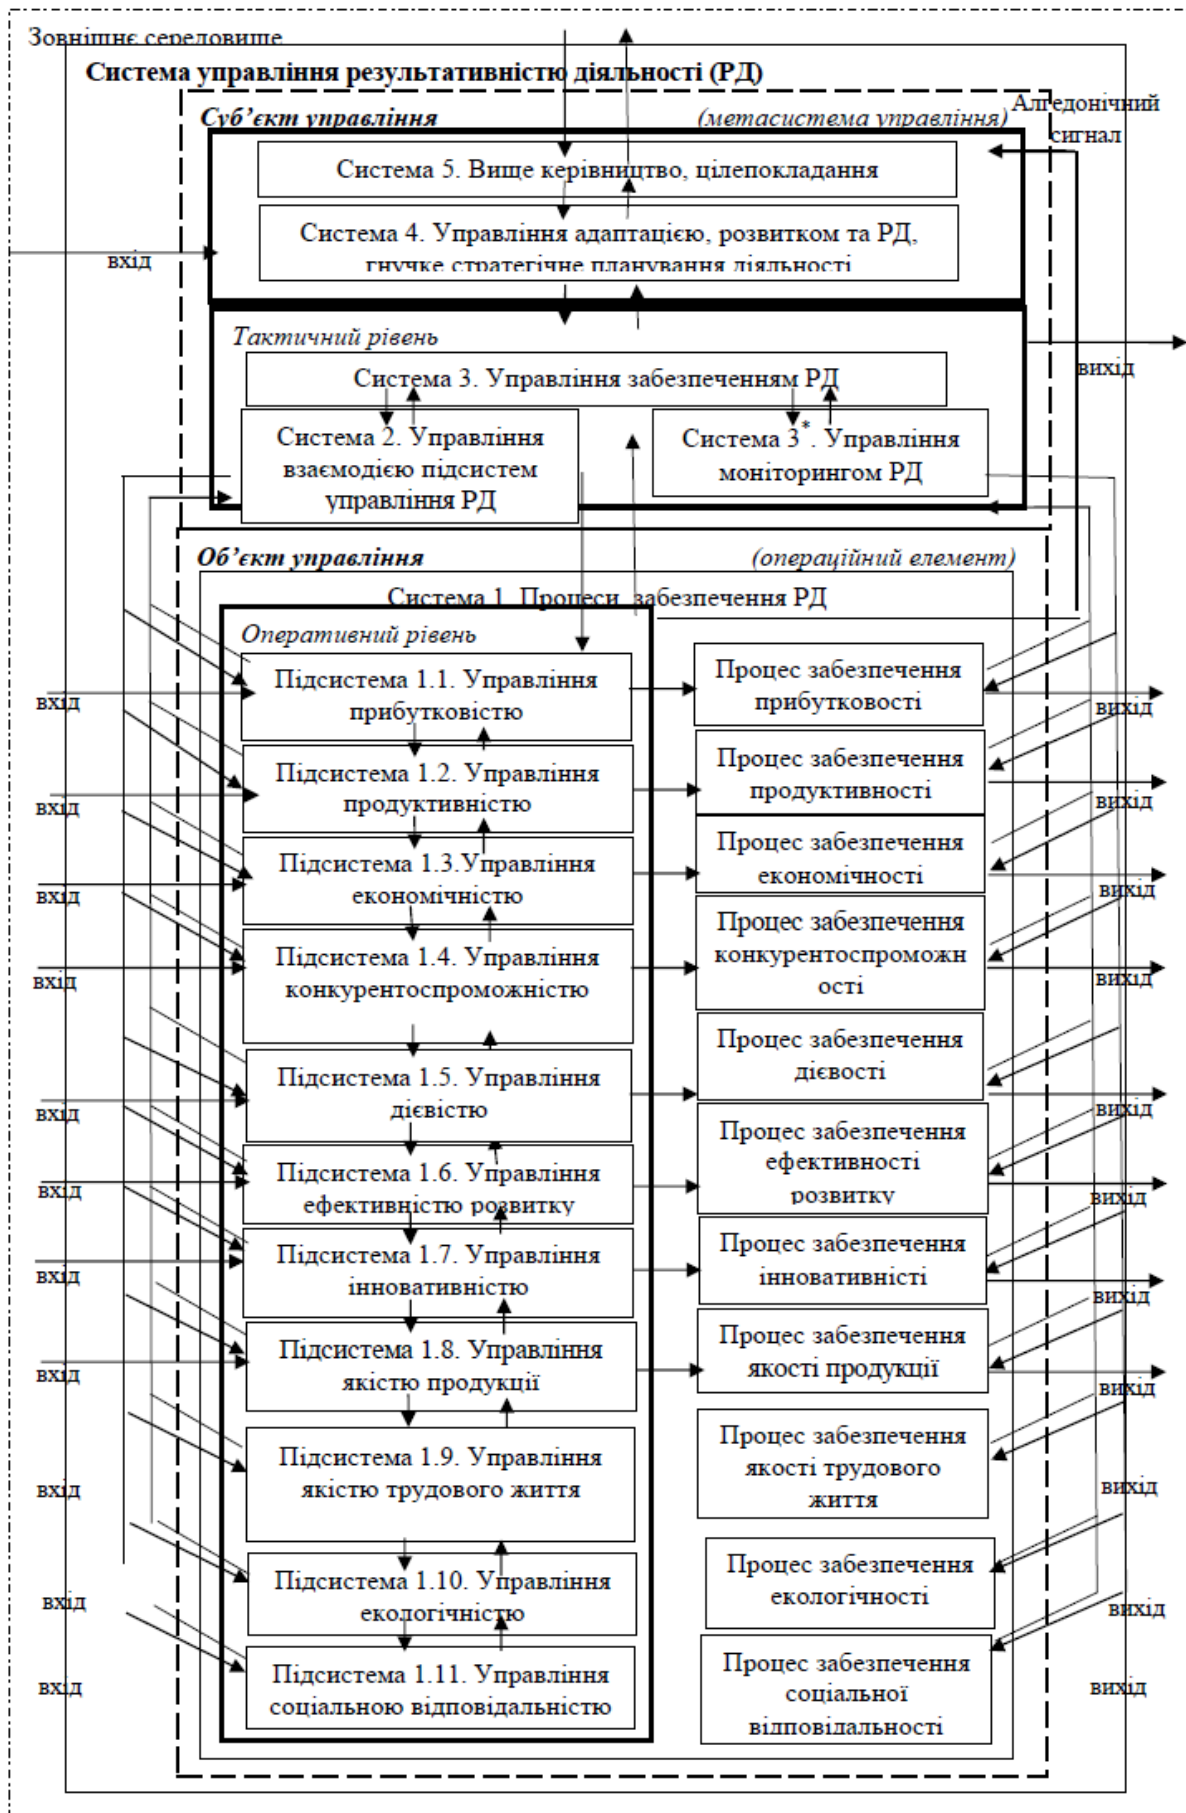 Зовнішнє середовище
Система управління результативністю діяльності (РД)
Суб’єкт управління
(метасистема управління)
Алгедонічний
сигнал
Система 5. Вище керівництво, цілепокладання
Система 4. Управління адаптацією, розвитком та РД,
гнучке стратегічне планування діяльності
вхід
Тактичний рівень
вихід
Система 3. Управління забезпеченням РД
Система 2. Управління
взаємодією підсистем
управління РД
Система 3*. Управління
моніторингом РД
Об’єкт управління
(операційний елемент)
Система 1. Процеси забезпечення РД
Оперативний рівень
вхід
Підсистема 1.1. Управління
прибутковістю
Процес забезпечення
прибутковості
вихід
вхід
Підсистема 1.2. Управління
продуктивністю
Процес забезпечення
продуктивності
вихід
вхід
Підсистема 1.3.Управління
економічністю
Процес забезпечення
економічності
вихід
вхід
Підсистема 1.4. Управління
конкурентоспроможністю
Процес забезпечення
конкурентоспроможн
ості
вихід
вхід
Підсистема 1.5. Управління
дієвістю
Процес забезпечення
дієвості
вихід
вхід
Підсистема 1.6. Управління
ефективністю розвитку
Процес забезпечення
ефективності
розвитку
вихід
вхід
Підсистема 1.7. Управління
інновативністю
Процес забезпечення
інновативністі
вихід
вхід
Підсистема 1.8. Управління
якістю продукції
Процес забезпечення
якості продукції
вихід
вхід
Підсистема 1.9. Управління
якістю трудового життя
Процес забезпечення
якості трудового
життя
вихід
вхід
Підсистема 1.10. Управління
екологічністю
Процес забезпечення
екологічності
вихід
вхід
Підсистема 1.11. Управління
соціальною відповідальністю
Процес забезпечення
соціальної
відповідальності
вихід